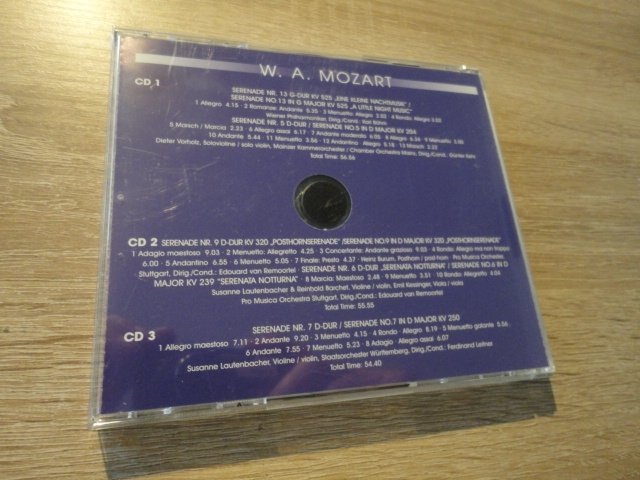 W. A. MOZART
CD 1
SERENADE NR. 13 G-DUR KV 525 „EINE KLEINE NACHTMUSIK“ /
SERENADE NO.13 IN G MAJOR KV 525 „A LITTLE NIGHT MUSIC“
1 Allegro 4.15 · 2 Romanze: Andante 5.35 · 3 Menuetto: Allegro 2.02 · 4 Rondo: Allegro 3.02
Wiener Philharmoniker, Dirig./Cond.: Karl Böhm
SERENADE NR. 5 D-DUR / SERENADE NO.5 IN D MAJOR KV 204
5 Marsch / Marcia 2.23 · 6 Allegro assai 6.17 · 7 Andante moderato 6.05 · 8 Allegro 5.36 · 9 Menuetto 3.00
10 Andante 5.44 · 11 Menuetto 3.56 · 12 Andantino Allegro 5.18 · 13 Marsch 2.23
Dieter Vorholz, Solovioline / solo violin, Mainzer Kammerorchester / Chamber Orchestra Mainz, Dirig./Cond.: Günter Kehr
Total Time: 56.56
CD 2 SERENADE NR. 9 D-DUR KV 320 „POSTHORNSERENADE“ /SERENADE NO.9 IN D MAJOR KV 320 „POSTHORNSERENADE“
1 Adagio maestoso 9.03 · 2 Menuetto: Allegretto 4.25 · 3 Concertante: Andante grazioso 9.03 · 4 Rondo: Allegro ma non troppo
6.00 · 5 Andantino 6.55 · 6 Menuetto 5.05 · 7 Finale: Presto 4.37 · Heinz Burum, Posthorn / post-horn · Pro Musica Orchester,
Stuttgart, Dirig./Cond.: Edouard van Remoortel · SERENADE NR. 6 D-DUR „SERENATA NOTTURNA“ / SERENADE NO.6 IN D
MAJOR KV 239 "SERENATA NOTTURNA" · 8 Marcia: Maestoso 2.48 · 9 Menuetto 3.51 · 10 Rondo: Allegretto 4.04
Susanne Lautenbacher & Reinhold Barchet, Violine / violin, Emil Kessinger, Viola / viola
Pro Musica Orchestra Stuttgart, Dirig./Cond.: Edouard van Remoortel
Total Time: 55.55
CD 3 SERENADE NR. 7 D-DUR / SERENADE NO.7 IN D MAJOR KV 250
1 Allegro maestoso 7.11 · 2 Andante 9.20 · 3 Menuetto 4.15 · 4 Rondo: Allegro 8.19 · 5 Menuetto galante 5.56
6 Andante 7.55 · 7 Menuetto 5.23 · 8 Adagio · Allegro assai 6.07
Susanne Lautenbacher, Violine / violin, Staatsorchester Württemberg, Dirig./Cond.: Ferdinand Leitner
Total Time: 54.40